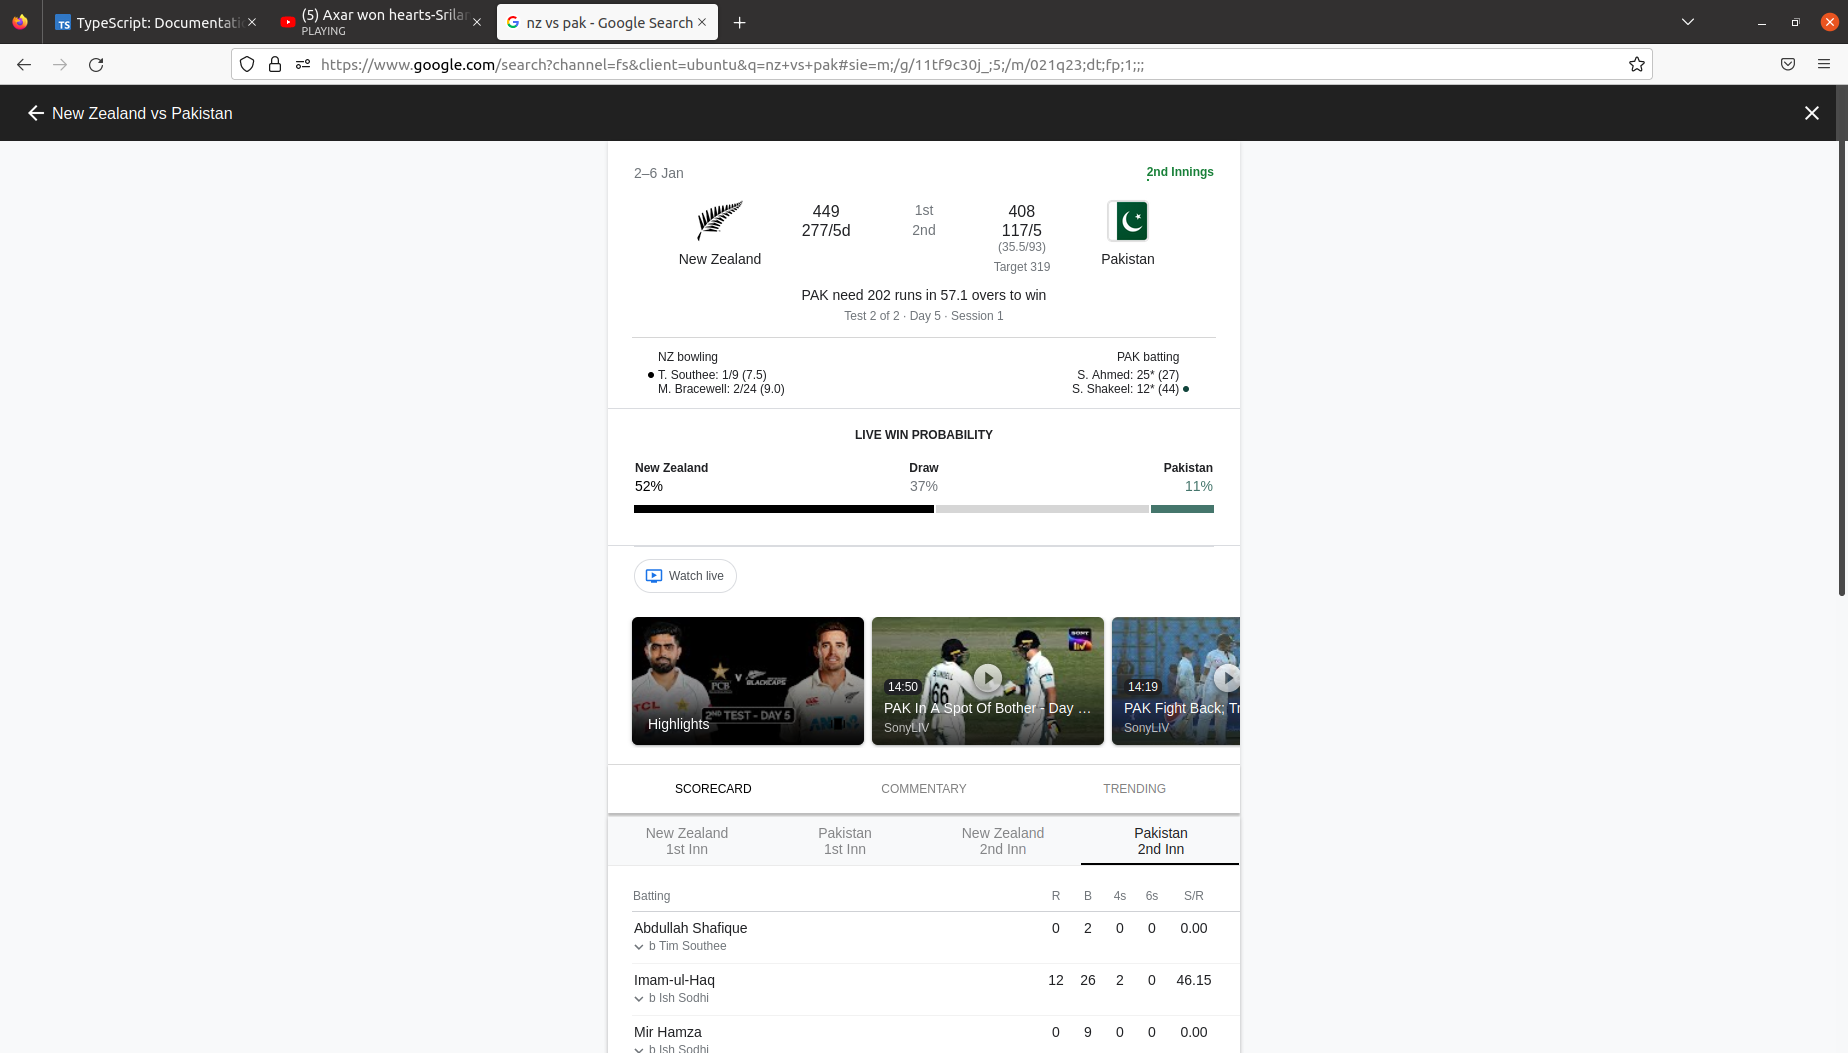 TypeScript: Documentati
(5) Axar won hearts-Srilan
PLAYING
nz vs pak - Google Search
https://www.google.com/search?channel=fs&client=ubuntu&q=nz+vs+pak#sie=m;/g/11tf9c30j_;5;/m/021q23;dt;fp;1;;;
New Zealand vs Pakistan
2–6 Jan
2nd Innings
449 1st 408
277/5d 2nd 117/5
(35.5/93)
New Zealand Target 319 Pakistan
PAK need 202 runs in 57.1 overs to win
Test 2 of 2 · Day 5 · Session 1
NZ bowling PAK batting
T. Southee: 1/9 (7.5) S. Ahmed: 25* (27)
M. Bracewell: 2/24 (9.0) S. Shakeel: 12* (44)
LIVE WIN PROBABILITY
New Zealand Draw Pakistan
52% 37% 11%
Watch live
PCB V BLACKCAPS
TCL
2ND TEST - DAY 5
Highlights
SONY
LIV
66
14:50
PAK In A Spot Of Bother - Day …
SonyLIV
14:19
PAK Fight Back; Tr
SonyLIV
SCORECARD COMMENTARY TRENDING
New Zealand Pakistan New Zealand Pakistan
1st Inn 1st Inn 2nd Inn 2nd Inn
Batting R B 4s 6s S/R
Abdullah Shafique 0 2 0 0 0.00
b Tim Southee
Imam-ul-Haq 12 26 2 0 46.15
b Ish Sodhi
Mir Hamza 0 9 0 0 0.00
b Ish Sodhi